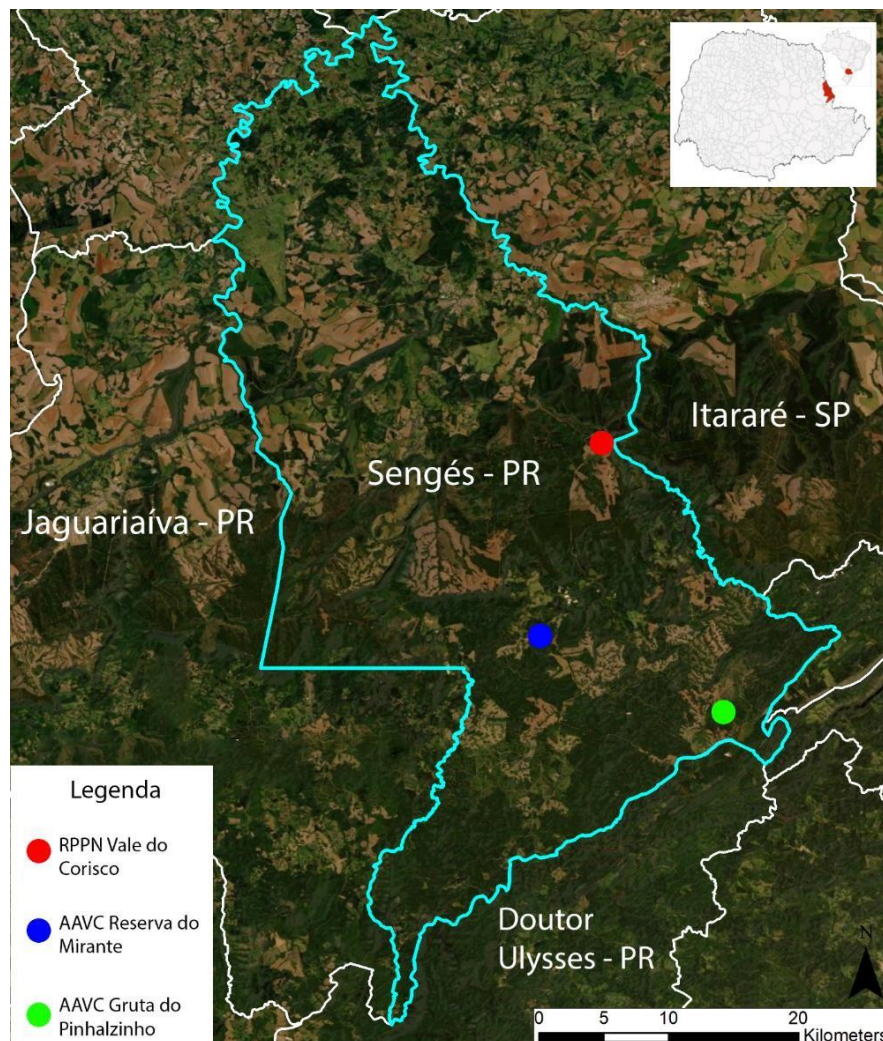 Itararé - SP
Sengés - PR
Jaguariaíva - PR
Doutor
Ulysses - PR
Legenda
RPPN Vale do
Corisco
AAVC Reserva do
Mirante
AAVC Gruta do
Pinhalzinho
N
0 5 10 20
Kilometers